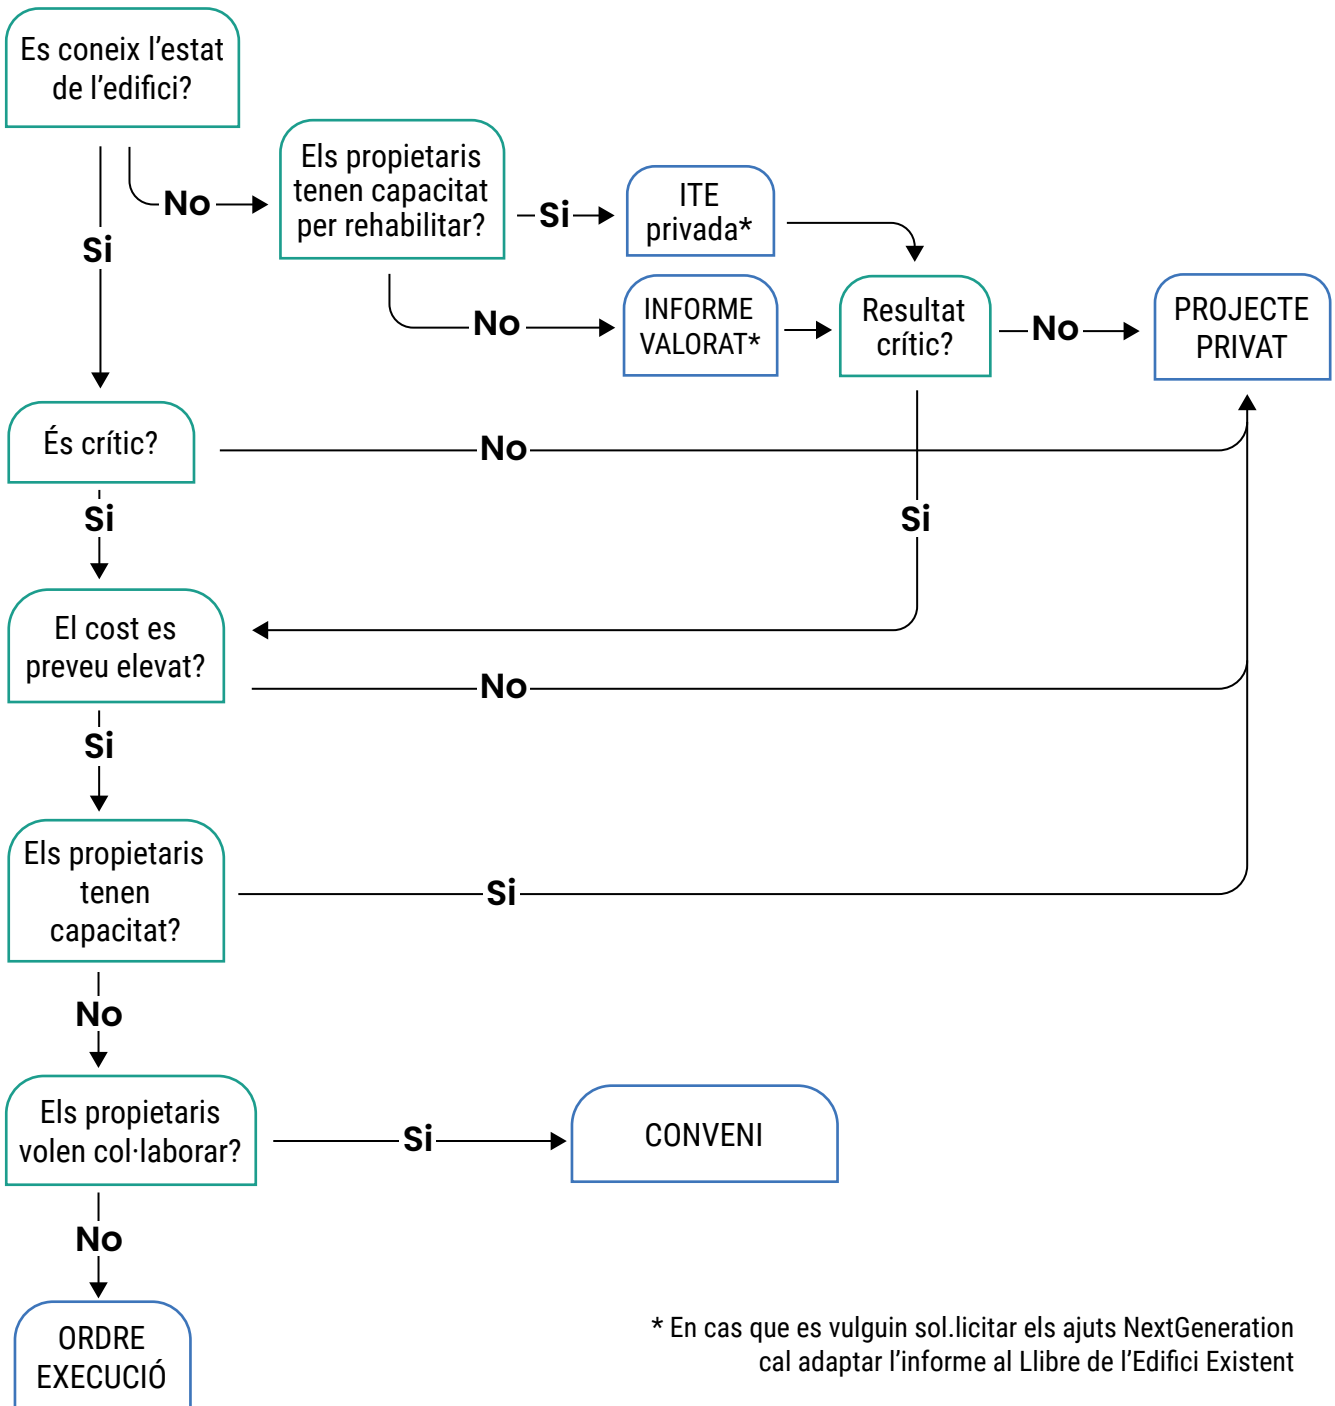 Es coneix l'estat
de l'edifici?
No
Els propietaris
tenen capacitat
per rehabilitar?
Si
ITE
privada*
Si
No
INFORME
VALORAT*
Resultat
crític?
No
PROJECTE
PRIVAT
És crític?
No
Si
Si
El cost es
preveu elevat?
No
Si
Els propietaris
tenen
capacitat?
Si
No
Els propietaris
volen col·laborar?
Si
CONVENI
No
ORDRE
EXECUCIÓ
* En cas que es vulguin sol.licitar els ajuts NextGeneration
cal adaptar l'informe al Llibre de l'Edifici Existent